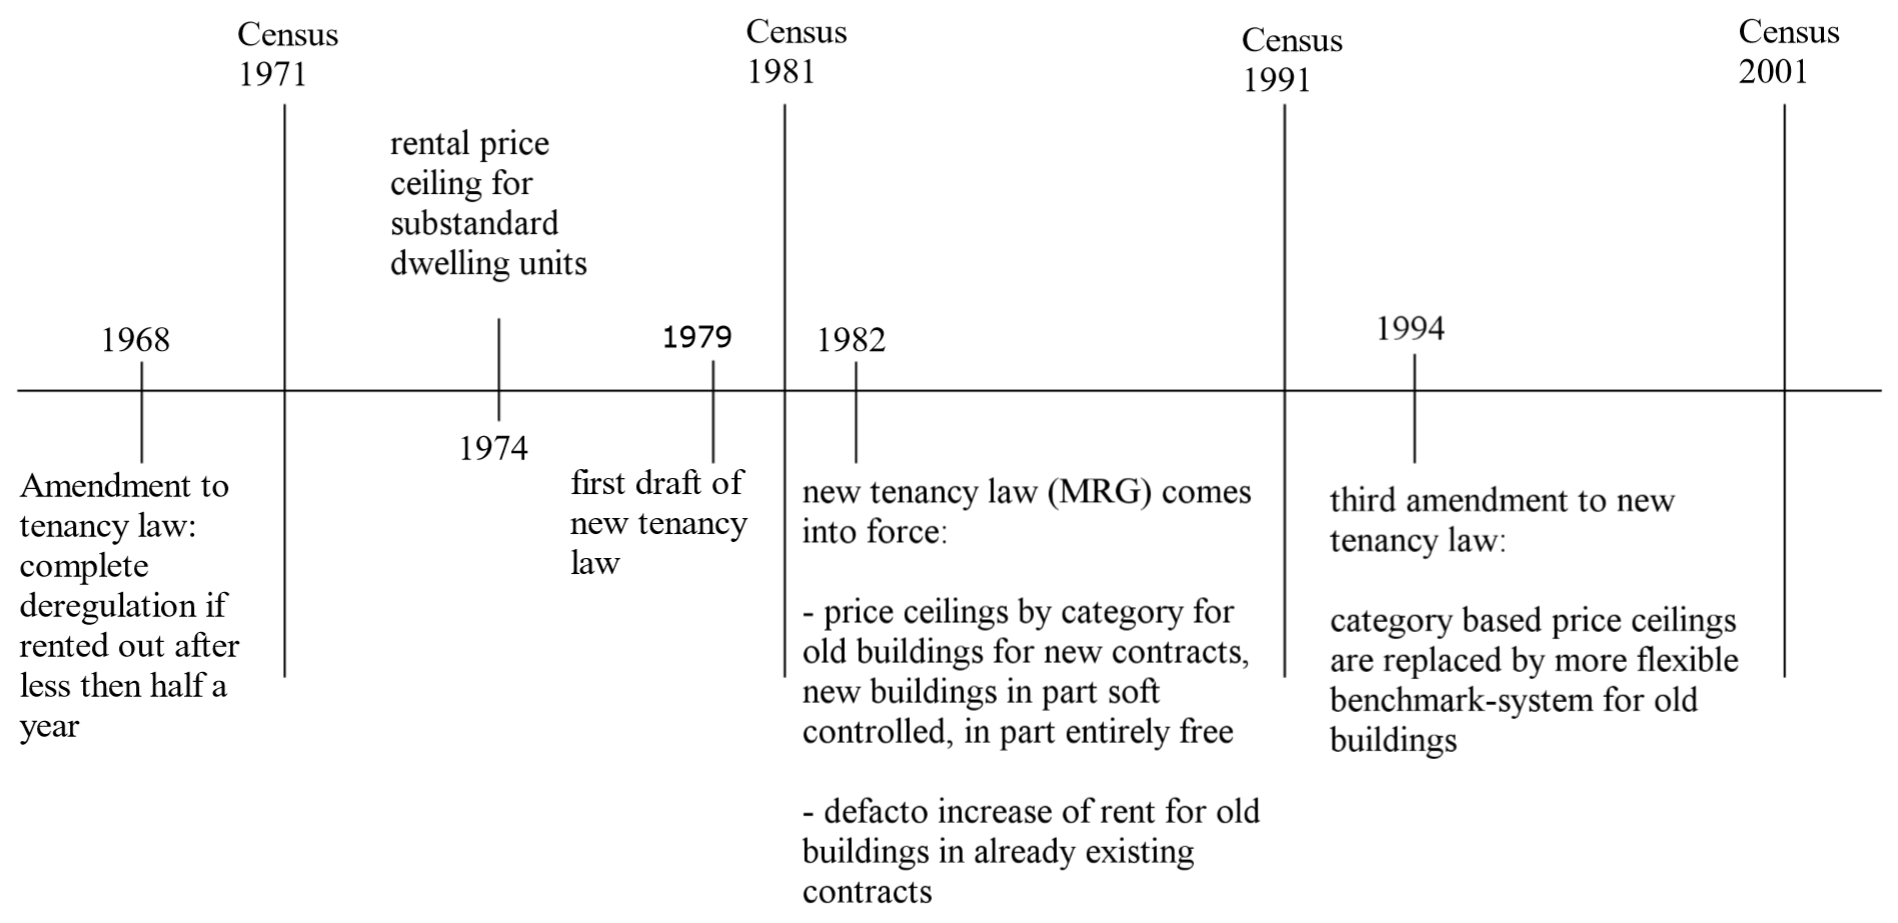 Census
1971
Census
1981
Census
1991
Census
2001
rental price
ceiling for
substandard
dwelling units
1968
1979
1982
1994
1974
Amendment to
tenancy law:
complete
deregulation if
rented out after
less then half a
year
first draft of
new tenancy
law
new tenancy law (MRG) comes
into force:
- price ceilings by category for
old buildings for new contracts,
new buildings in part soft
controlled, in part entirely free
- defacto increase of rent for old
buildings in already existing
contracts
third amendment to new
tenancy law:
category based price ceilings
are replaced by more flexible
benchmark-system for old
buildings